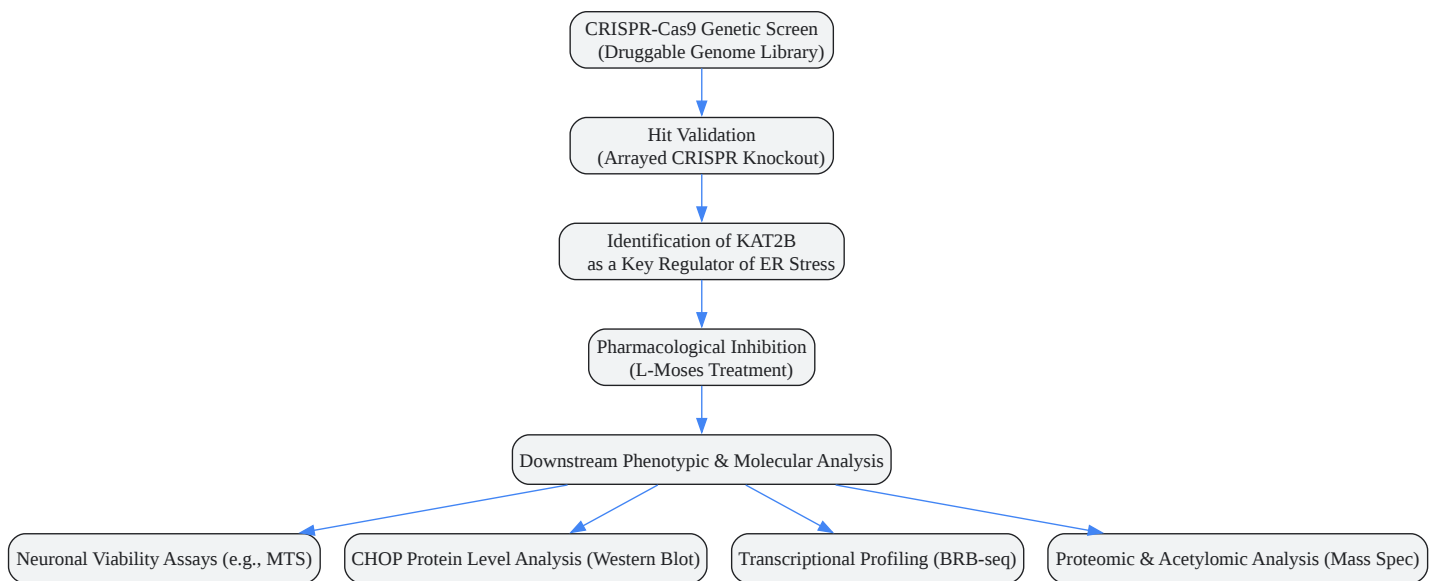 CRISPR-Cas9 Genetic Screen
(Druggable Genome Library)
Hit Validation
(Arrayed CRISPR Knockout)
Identification of KAT2B
as a Key Regulator of ER Stress
Pharmacological Inhibition
(L-Moses Treatment)
Downstream Phenotypic & Molecular Analysis
Neuronal Viability Assays (e.g., MTS)
CHOP Protein Level Analysis (Western Blot)
Transcriptional Profiling (BRB-seq)
Proteomic & Acetylomic Analysis (Mass Spec)